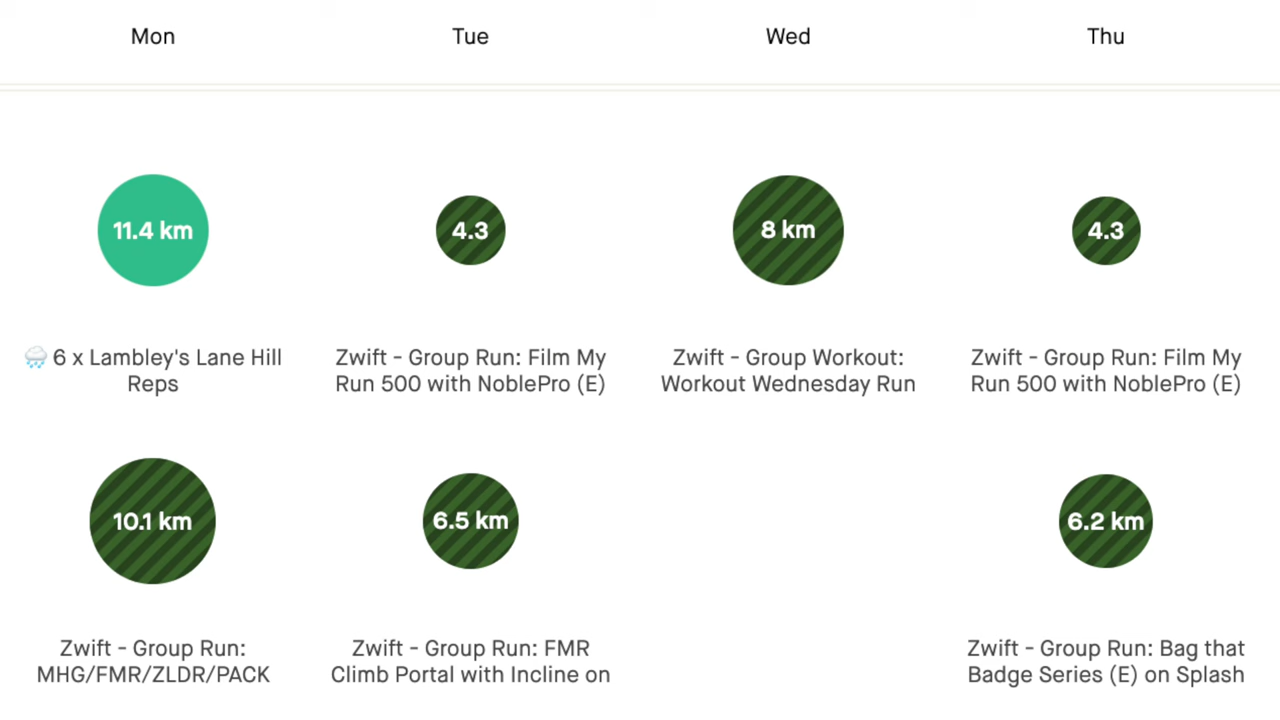 Mon Tue Wed Thu
11.4 km 4.3 8 km 4.3
6 x Lambley's Lane Hill
Reps
Zwift - Group Run: Film My
Run 500 with NoblePro (E)
Zwift - Group Workout:
Workout Wednesday Run
Zwift - Group Run: Film My
Run 500 with NoblePro (E)
10.1 km 6.5 km 6.2 km
Zwift - Group Run:
MHG/FMR/ZLDR/PACK
Zwift - Group Run: FMR
Climb Portal with Incline on
Zwift - Group Run: Bag that
Badge Series (E) on Splash